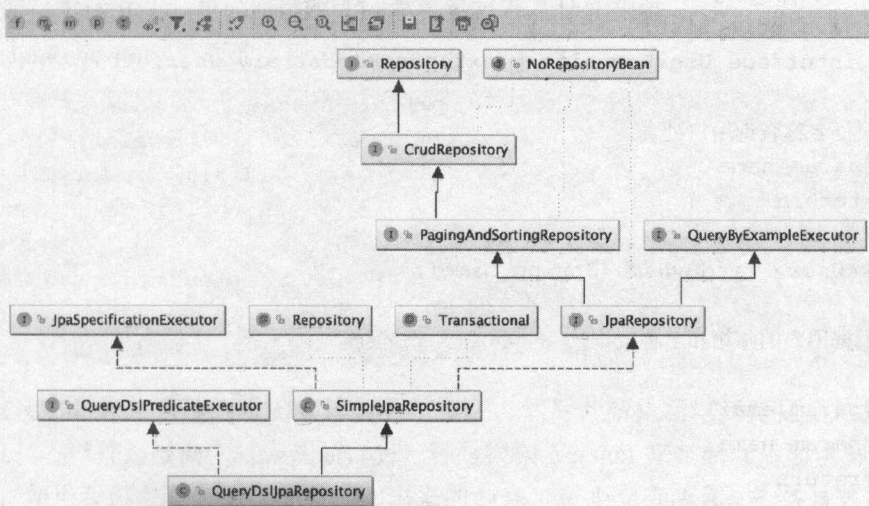 Repository
NoRepositoryBean
CrudRepository
PagingAndSortingRepository
QueryByExampleExecutor
JpaSpecificationExecutor
Repository
Transactional
JpaRepository
QueryDslPredicateExecutor
SimpleJpaRepository
QueryDslJpaRepository